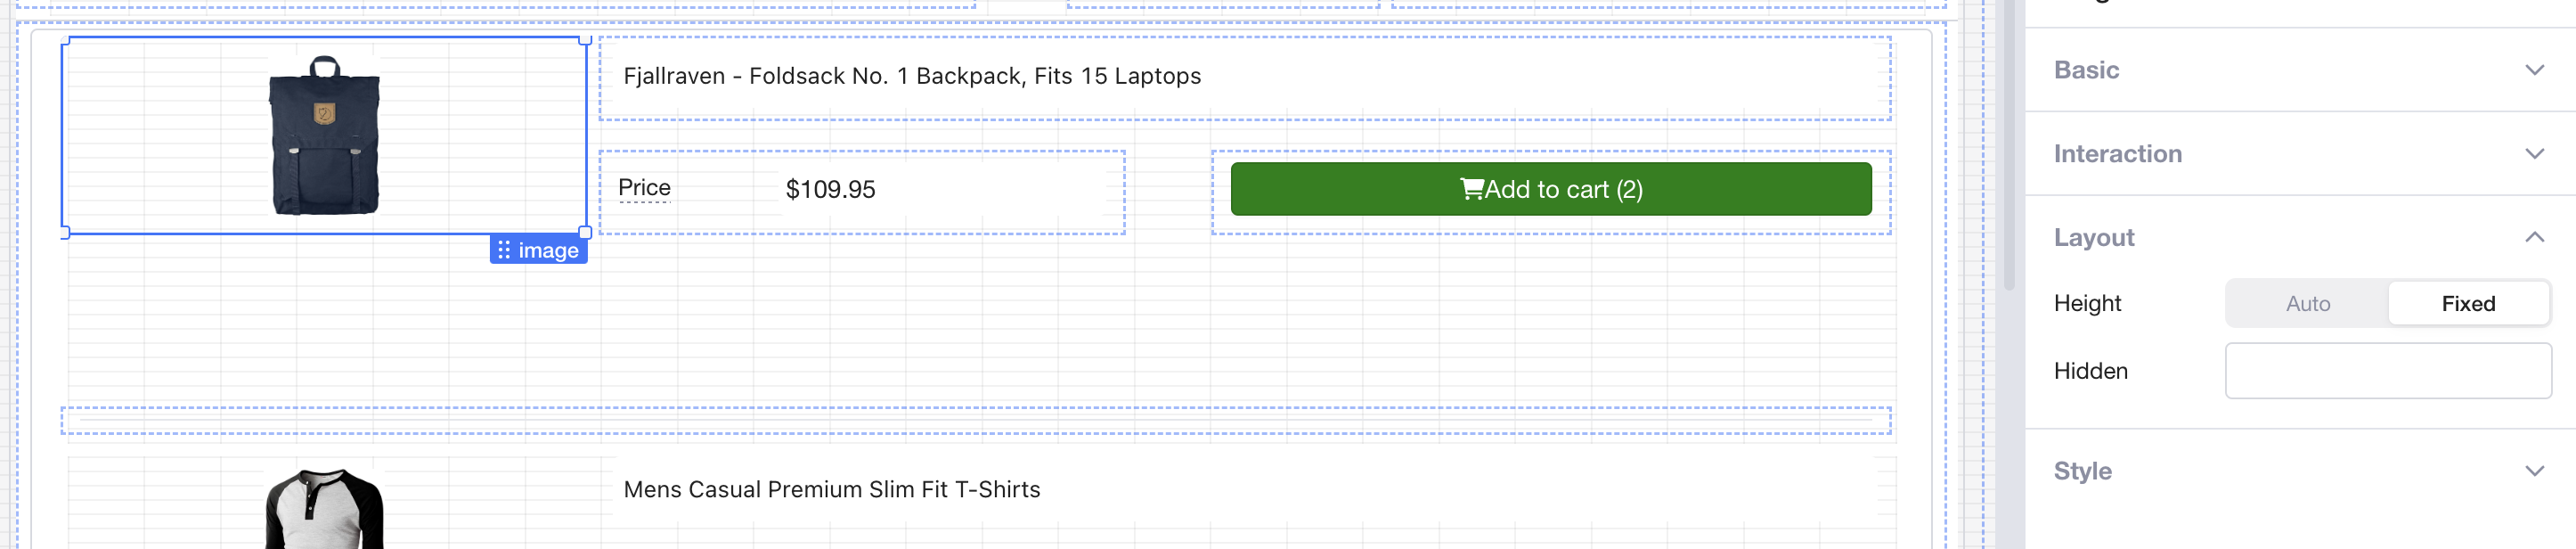 Fjallraven - Foldsack No. 1 Backpack, Fits 15 Laptops
Price
$109.95
Add to cart (2)
image
Mens Casual Premium Slim Fit T-Shirts
Basic
Interaction
Layout
Height
Auto
Fixed
Hidden
Style